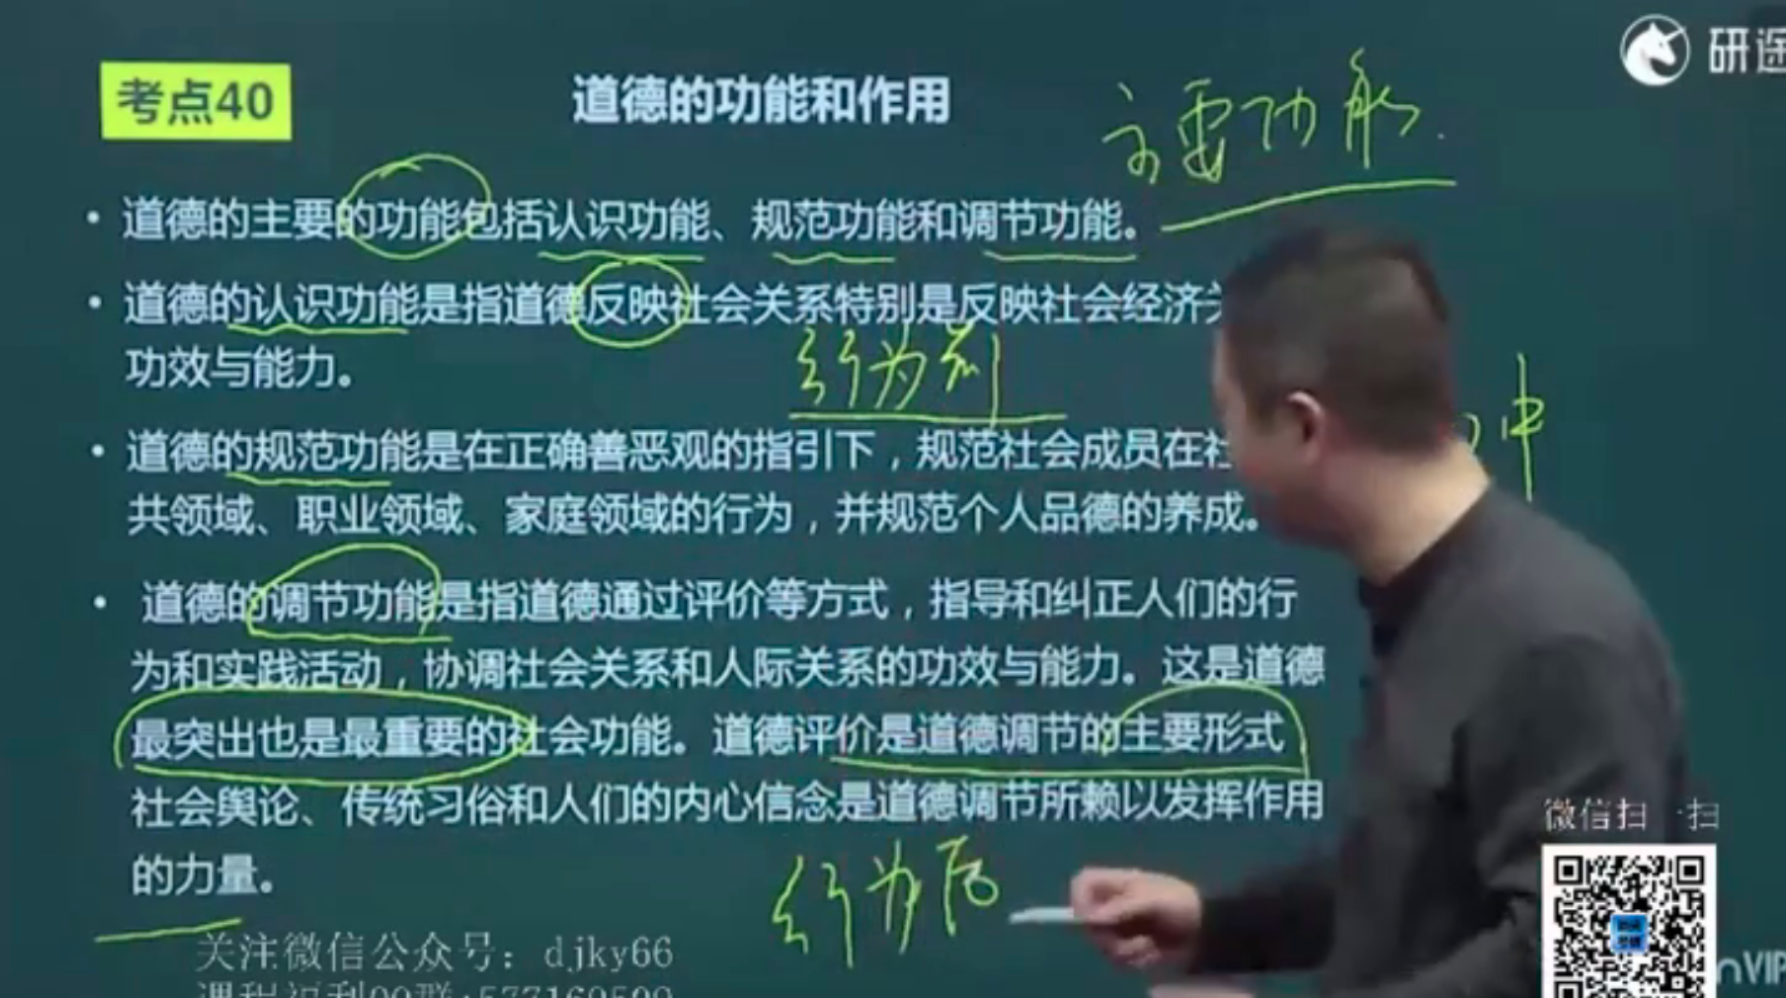 研途
考点40
道德的功能和作用
主要功能
• 道德的主要的功能包括认识功能、规范功能和调节功能。
• 道德的认识功能是指道德反映社会关系特别是反映社会经济关
功效与能力。
行为前
中
• 道德的规范功能是在正确善恶观的指引下，规范社会成员在社
共领域、职业领域、家庭领域的行为，并规范个人品德的养成。
• 道德的调节功能是指道德通过评价等方式，指导和纠正人们的行
为和实践活动，协调社会关系和人际关系的功效与能力。这是道德
最突出也是最重要的社会功能。道德评价是道德调节的主要形式
社会舆论、传统习俗和人们的内心信念是道德调节所赖以发挥作用
的力量。
行为后
微信扫一扫
关注微信公众号：djky66
VIP